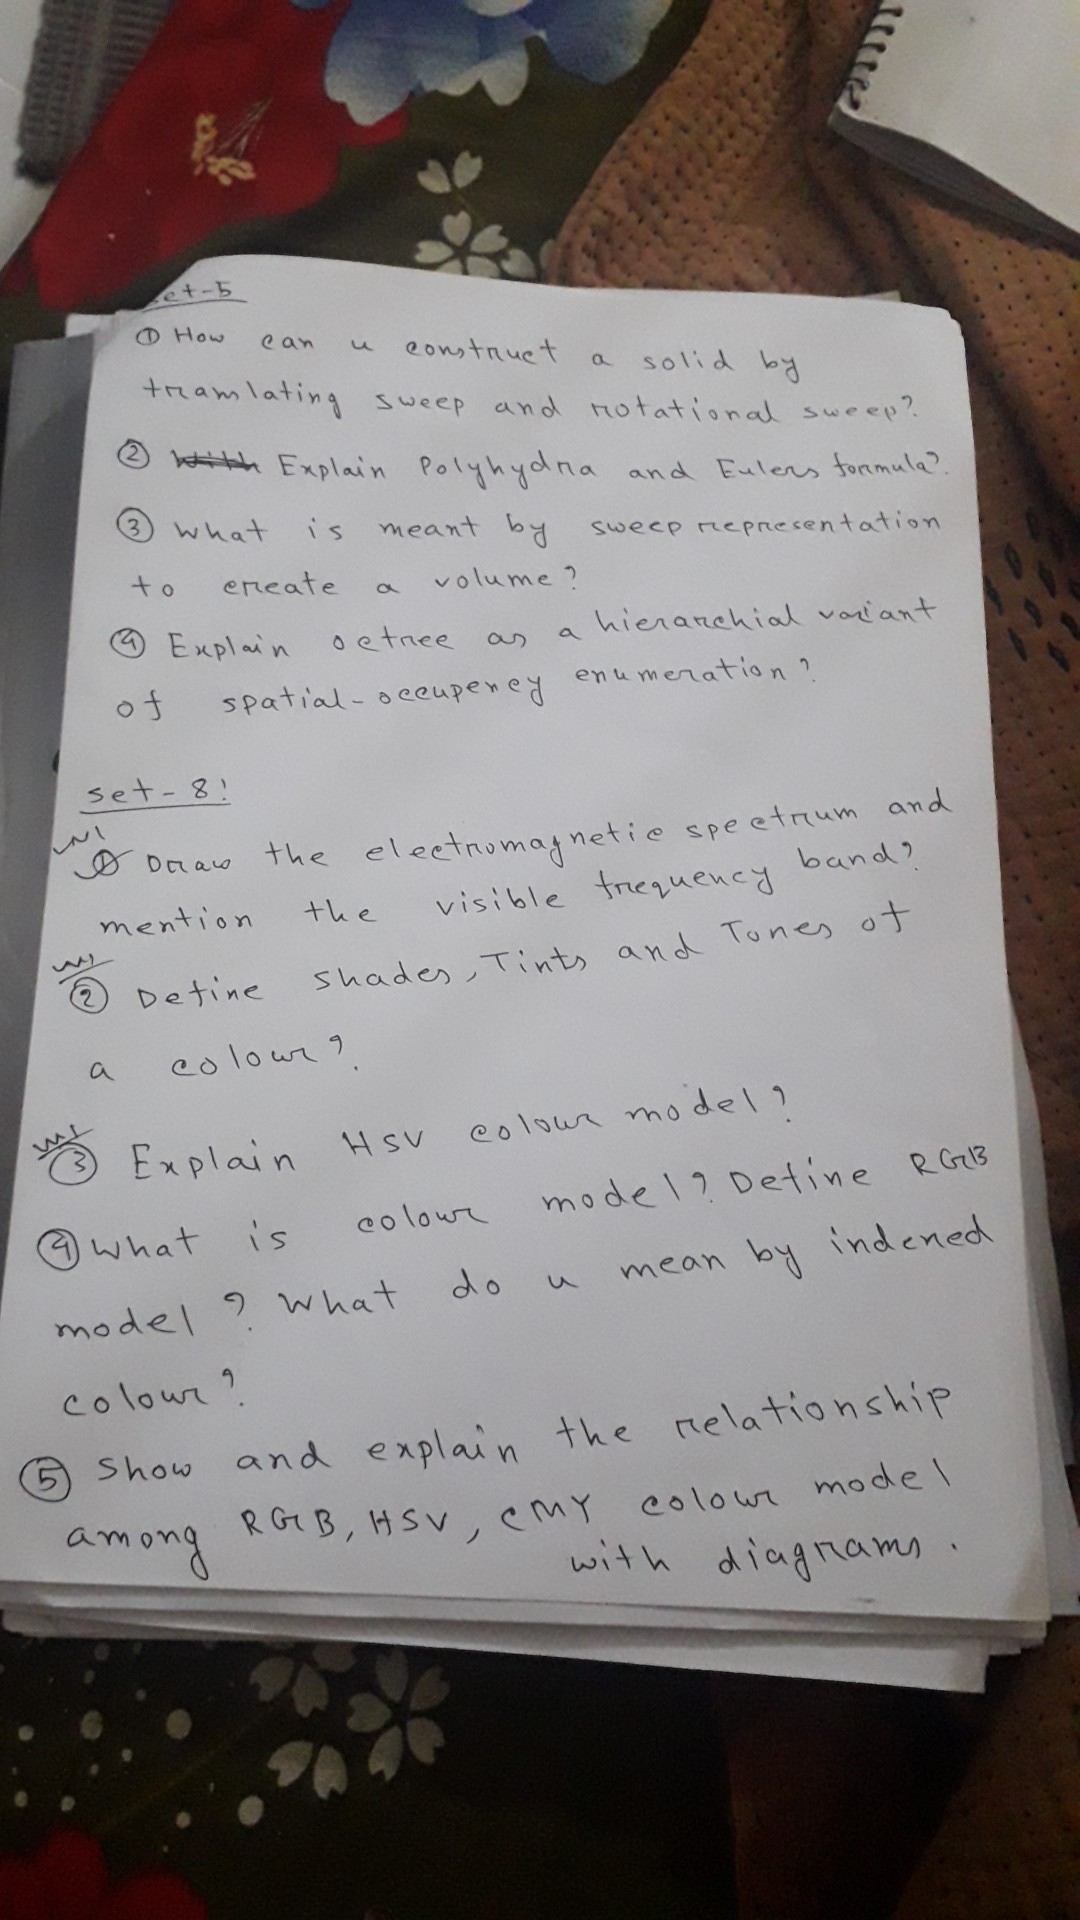 set-5
① How can u construct a solid by
translating sweep and rotational sweep?
② Explain Polyhydra and Eulers formula?
③ What is meant by sweep representation
to create a volume?
④ Explain octree as a hierarchial variant
of spatial-occupency enumeration?
set-8:
① Draw the electromagnetic spectrum and
mention the visible frequency band?
② Define shades, Tints and Tones of
a colour?
③ Explain HSV colour model?
④ What is colour model? Define RGB
model? What do u mean by indexed
colour?
⑤ Show and explain the relationship
among RGB, HSV, CMY colour model
with diagrams.